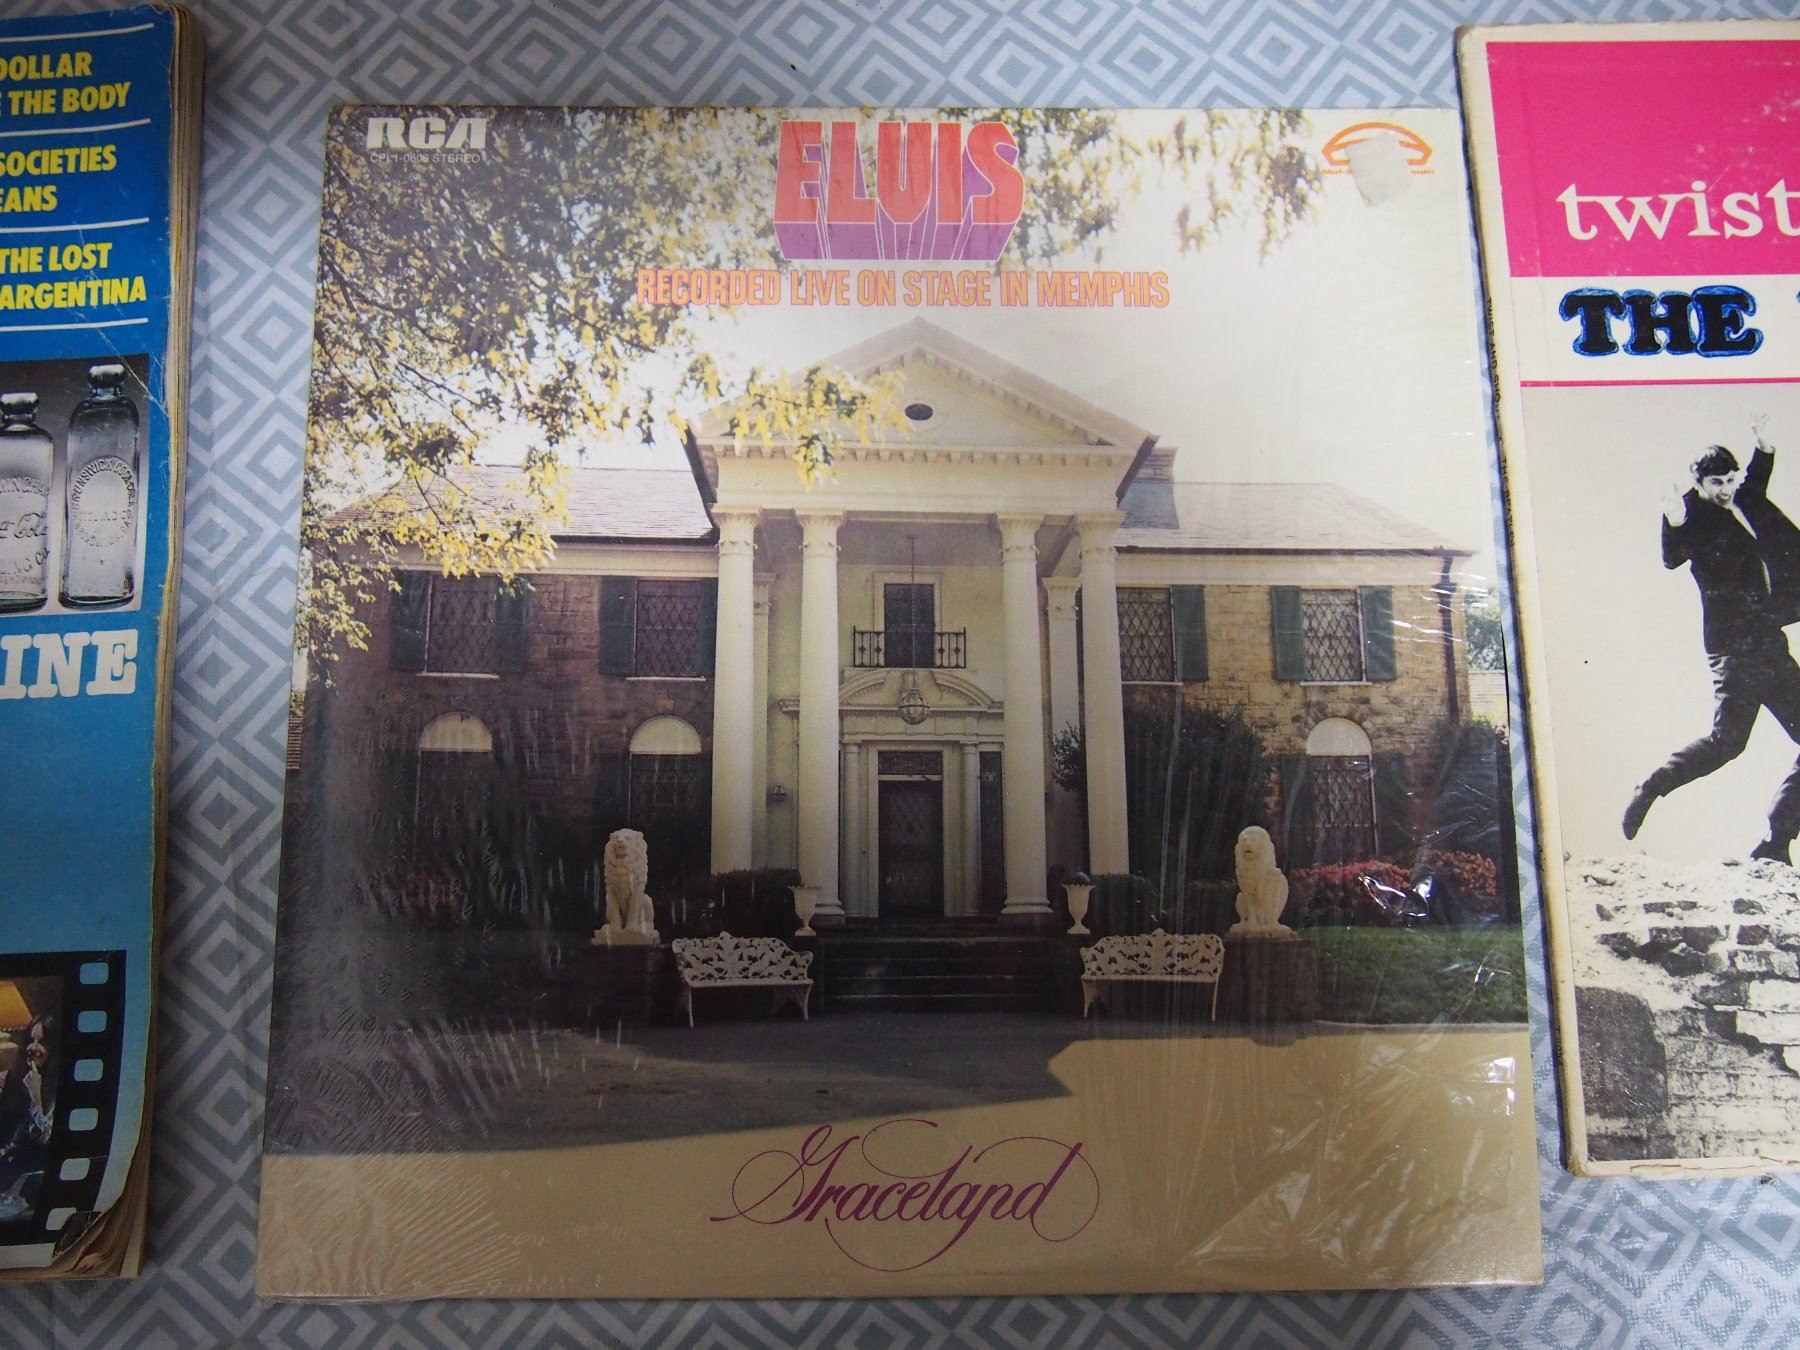 DOLLAR
THE BODY
SOCIETIES
THE LOST
ARGENTINA
INE
RCA
CPL1-0606 STEREO
ELVIS
RECORDED LIVE ON STAGE IN MEMPHIS
Graceland
twist
THE